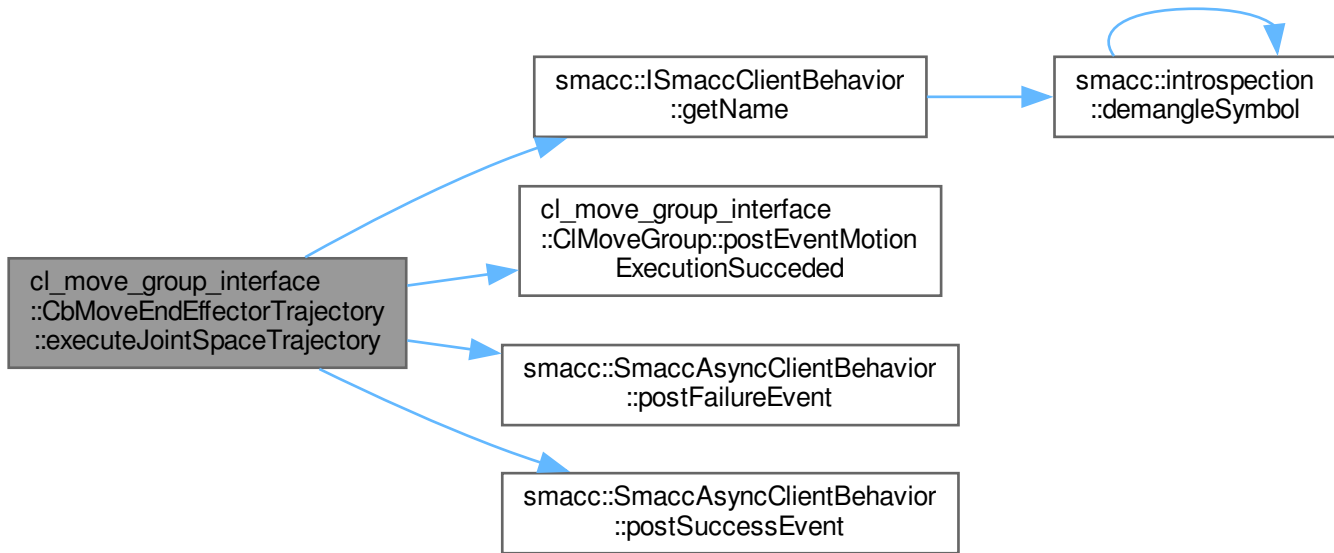 smacc::ISmaccClientBehavior
::getName
smacc::introspection
::demangleSymbol
cl_move_group_interface
::ClMoveGroup::postEventMotion
ExecutionSucceded
cl_move_group_interface
::CbMoveEndEffectorTrajectory
::executeJointSpaceTrajectory
smacc::SmaccAsyncClientBehavior
::postFailureEvent
smacc::SmaccAsyncClientBehavior
::postSuccessEvent